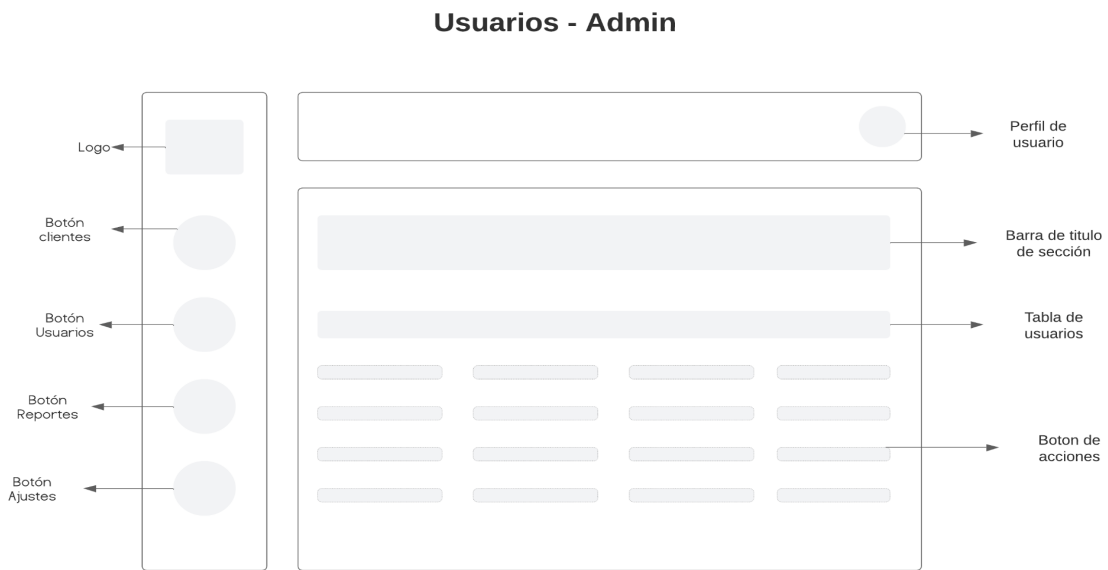 Usuarios - Admin
Logo
Botón
clientes
Botón
Usuarios
Botón
Reportes
Botón
Ajustes
Perfil de
usuario
Barra de titulo
de sección
Tabla de
usuarios
Boton de
acciones